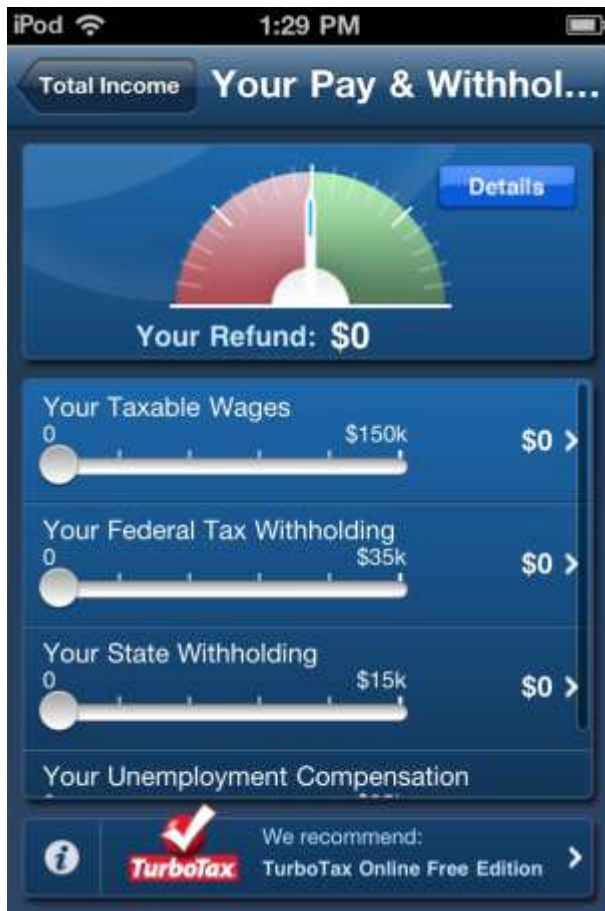 iPod 1:29 PM
Total Income Your Pay & Withhol...
Details
Your Refund: $0
Your Taxable Wages
0 $150k
$0
Your Federal Tax Withholding
0 $35k
$0
Your State Withholding
0 $15k
$0
Your Unemployment Compensation
i
TurboTax
We recommend:
TurboTax Online Free Edition